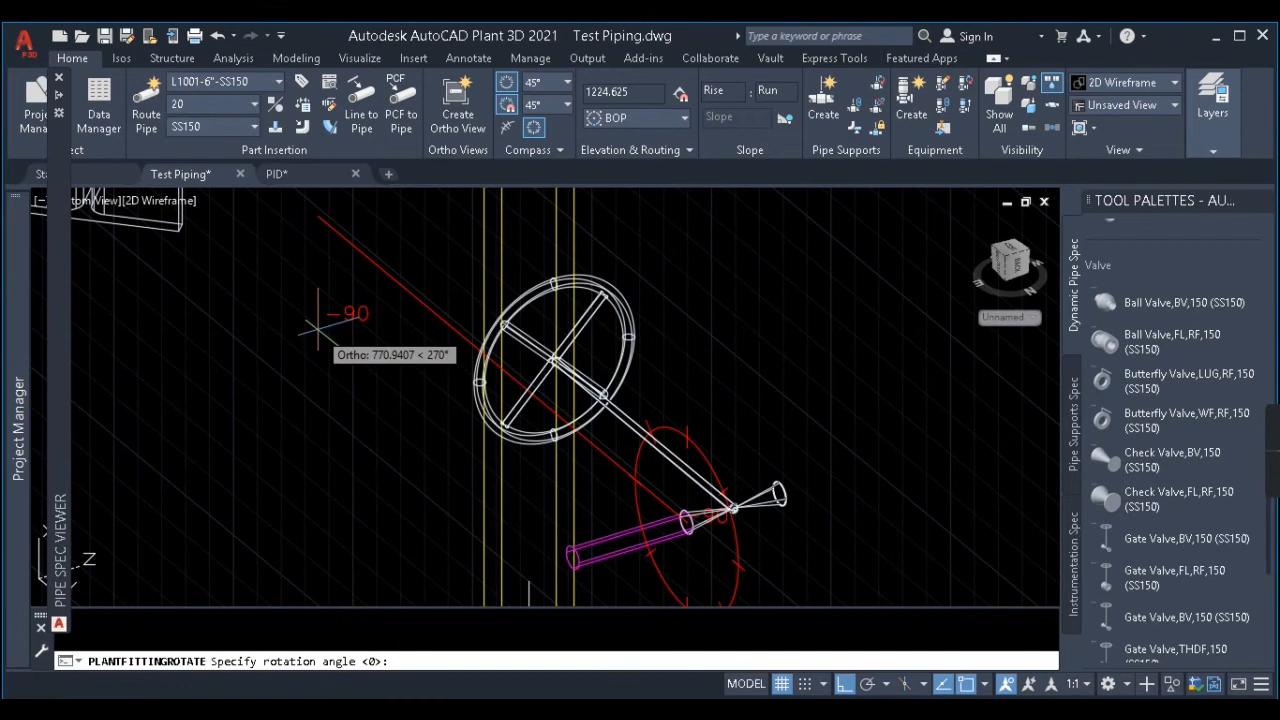 Autodesk AutoCAD Plant 3D 2021 Test Piping.dwg
Type a keyword or phrase
Sign In
P3D
Home Isos Structure Analysis Modeling Visualize Insert Annotate Manage Output Add-ins Collaborate Vault Express Tools Featured Apps
L1001-6"-SS150
20
SS150
Data
Manager
Route
Pipe
Line to
Pipe
PCF
PCF to
Pipe
Part Insertion
Create
Ortho View
Ortho Views
45°
45°
Compass
1224.625
BOP
Elevation & Routing
Rise : Run
Slope
Slope
Create
Pipe Supports
Create
Equipment
Show
All
Visibility
2D Wireframe
Unsaved View
View
Layers
Test Piping*
PID*
[2D Wireframe]
-90
Ortho: 770.9407 < 270°
Z
BACK
Unnamed
Project Manager
PIPE SPEC VIEWER
TOOL PALETTES - AU...
Dynamic Pipe Spec
Pipe Supports Spec
Instrumentation Spec
Valve
Ball Valve,BV,150 (SS150)
Ball Valve,FL,RF,150
(SS150)
Butterfly Valve,LUG,RF,150
(SS150)
Butterfly Valve,WF,RF,150
(SS150)
Check Valve,BV,150
(SS150)
Check Valve,FL,RF,150
(SS150)
Gate Valve,BV,150 (SS150)
Gate Valve,FL,RF,150
(SS150)
Gate Valve,BV,150 (SS150)
Gate Valve,THDF,150
PLANTFITTINGROTATE Specify rotation angle <0>:
MODEL
1:1